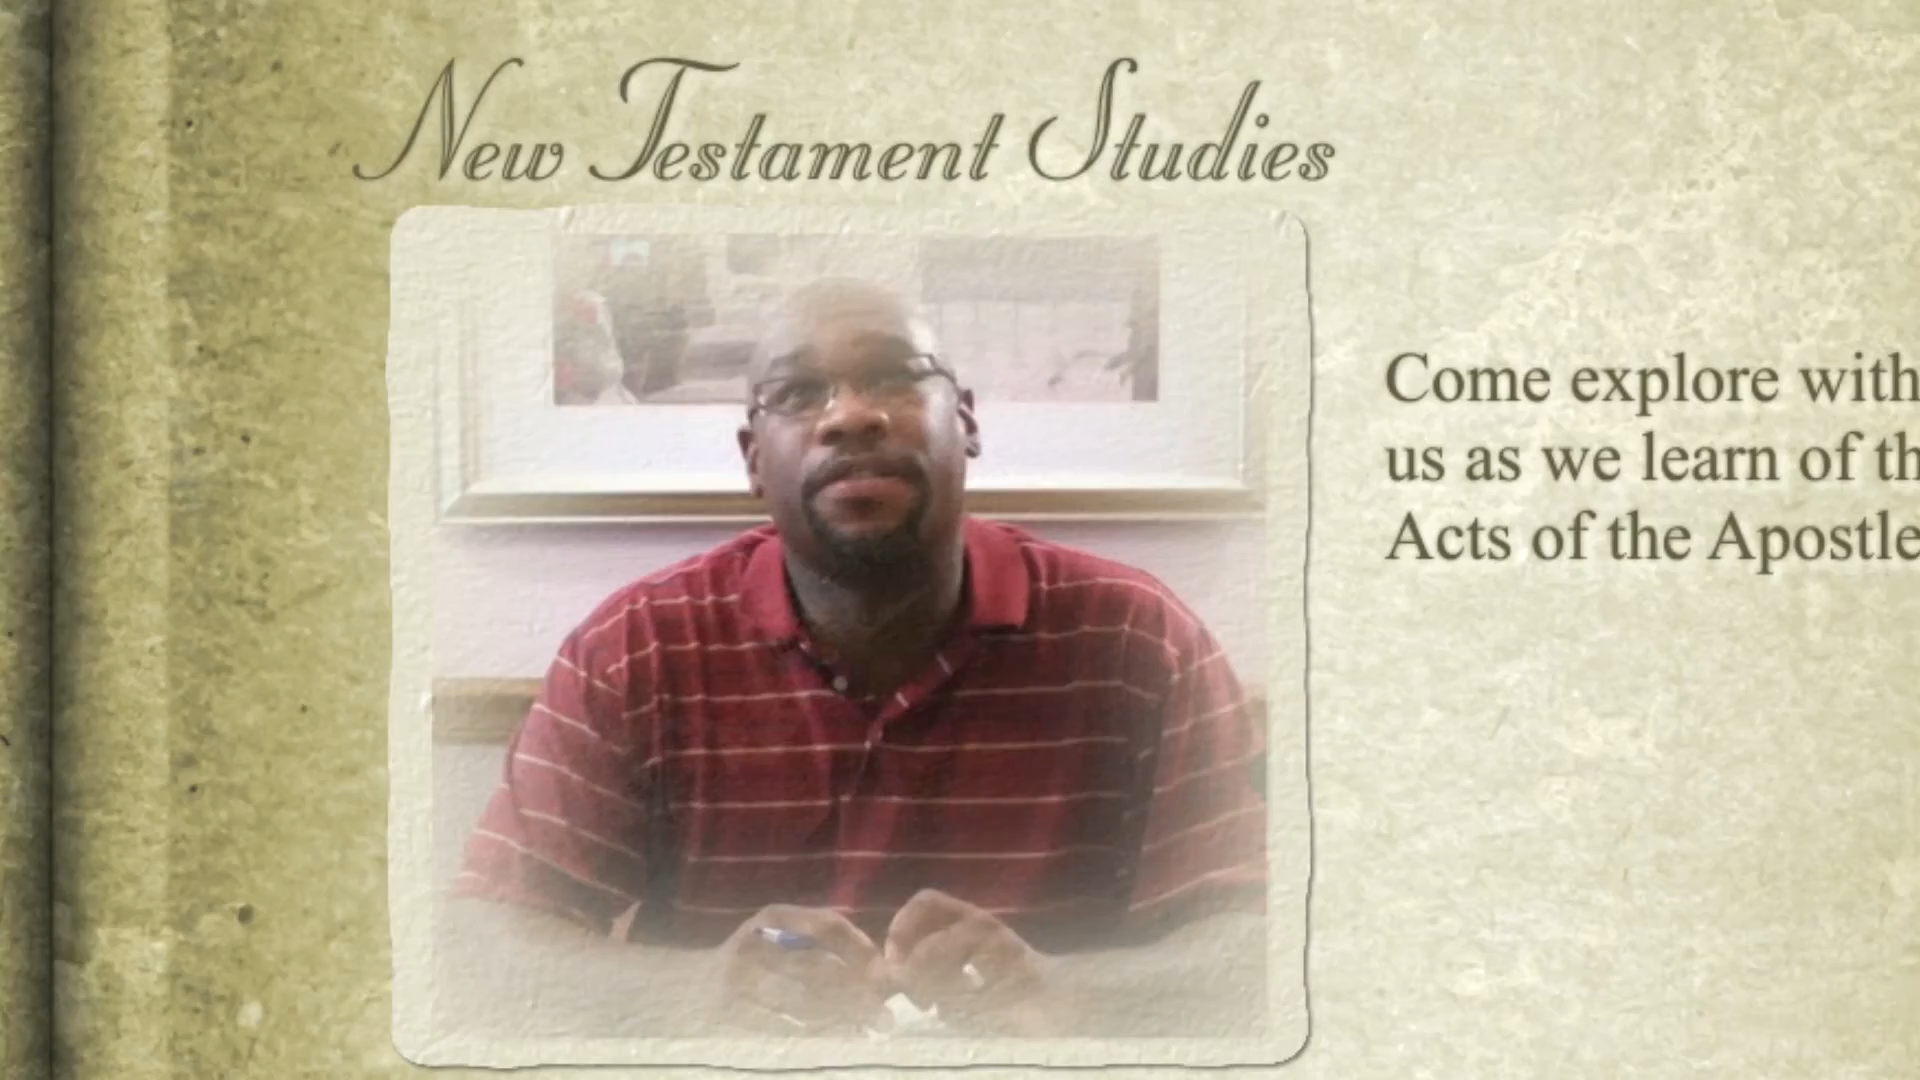 New Testament Studies
Come explore with
us as we learn of th
Acts of the Apostle